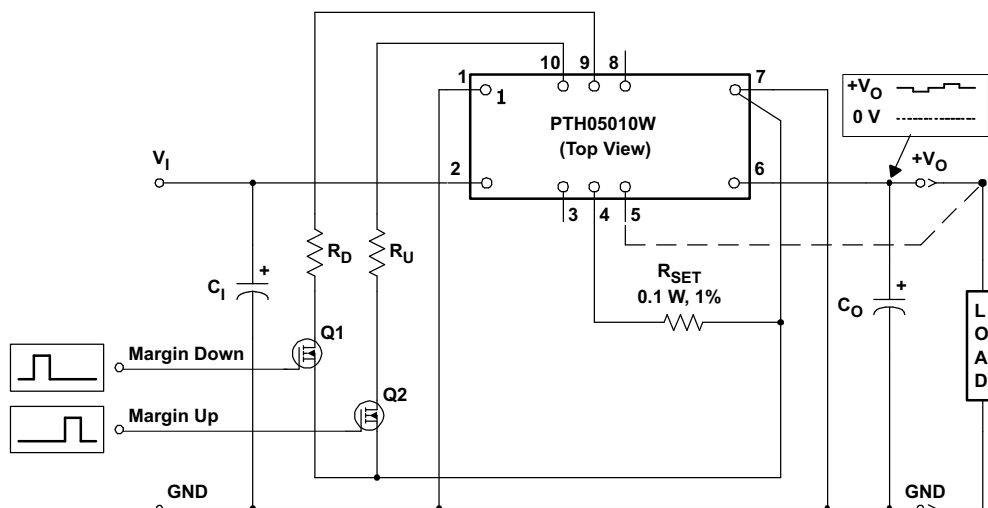 10 9 8
1 7
1
PTH05010W
(Top View)
+VO
0 V
VI
2 6
+VO
3 4 5
RD RU
RSET
0.1 W, 1%
+
CI
+
CO
L
O
A
D
Q1
Margin Down
Q2
Margin Up
GND GND